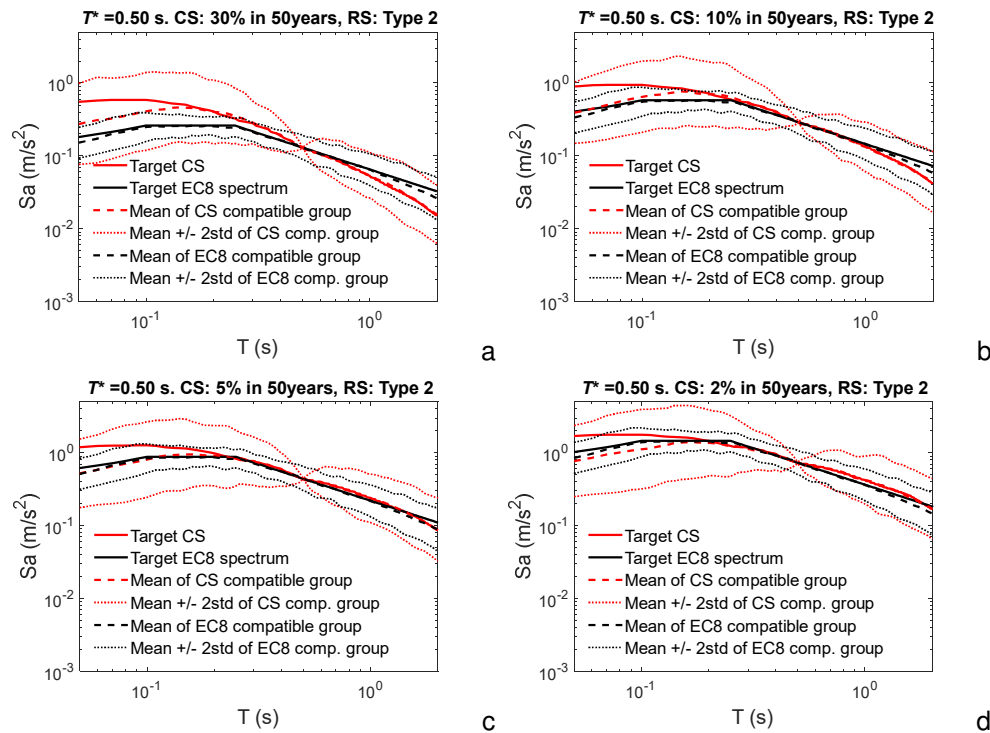 T* =0.50 s. CS: 30% in 50years, RS: Type 2
Sa (m/s²)
10⁰
10⁻¹
10⁻²
10⁻³
Target CS
Target EC8 spectrum
Mean of CS compatible group
Mean +/- 2std of CS comp. group
Mean of EC8 compatible group
Mean +/- 2std of EC8 comp. group
10⁻¹
10⁰
T (s)
a
T* =0.50 s. CS: 10% in 50years, RS: Type 2
Sa (m/s²)
10⁰
10⁻¹
10⁻²
10⁻³
Target CS
Target EC8 spectrum
Mean of CS compatible group
Mean +/- 2std of CS comp. group
Mean of EC8 compatible group
Mean +/- 2std of EC8 comp. group
10⁻¹
10⁰
T (s)
b
T* =0.50 s. CS: 5% in 50years, RS: Type 2
Sa (m/s²)
10⁰
10⁻¹
10⁻²
10⁻³
Target CS
Target EC8 spectrum
Mean of CS compatible group
Mean +/- 2std of CS comp. group
Mean of EC8 compatible group
Mean +/- 2std of EC8 comp. group
10⁻¹
10⁰
T (s)
c
T* =0.50 s. CS: 2% in 50years, RS: Type 2
Sa (m/s²)
10⁰
10⁻¹
10⁻²
10⁻³
Target CS
Target EC8 spectrum
Mean of CS compatible group
Mean +/- 2std of CS comp. group
Mean of EC8 compatible group
Mean +/- 2std of EC8 comp. group
10⁻¹
10⁰
T (s)
d